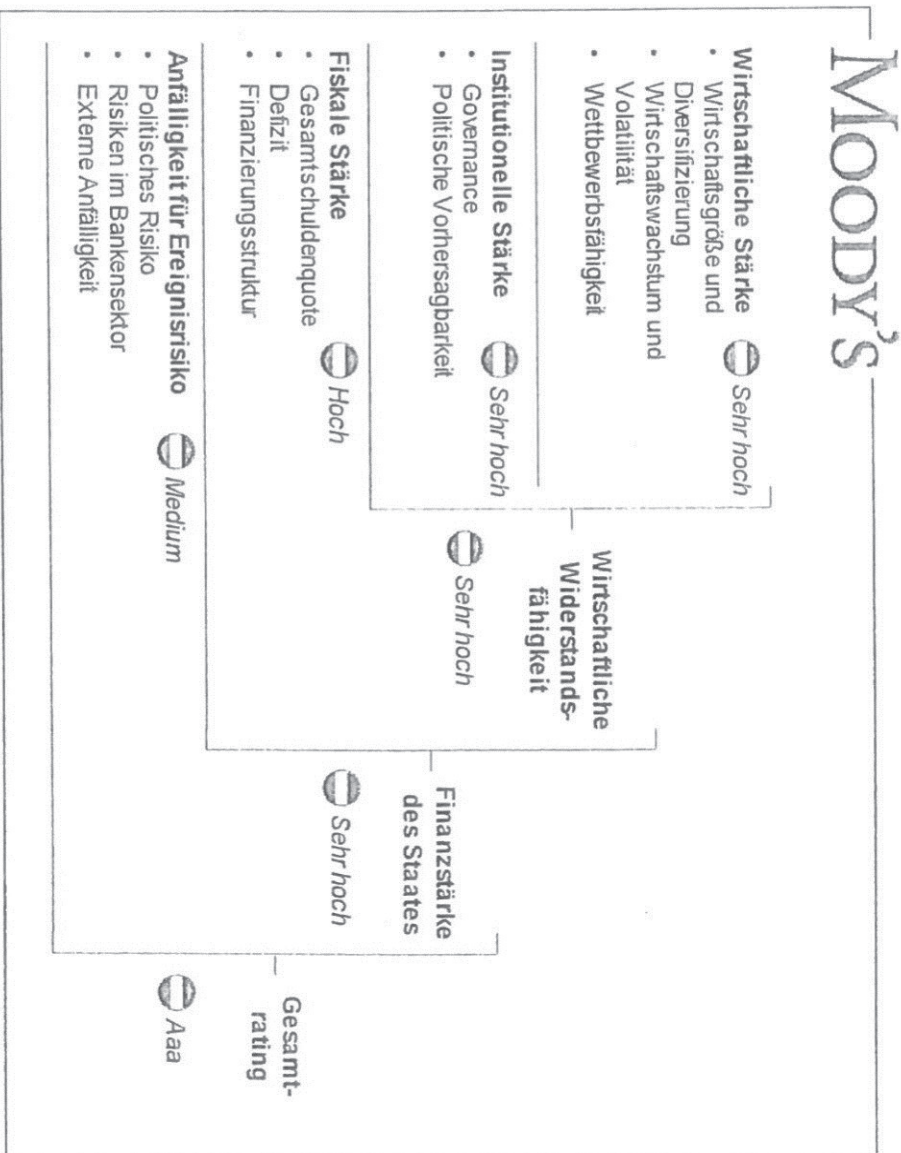 MOODY'S
Wirtschaftliche Stärke
Sehr hoch
• Wirtschaftsgröße und
Diversifizierung
• Wirtschaftswachstum und
Volatilität
• Wettbewerbsfähigkeit
Institutionelle Stärke
Sehr hoch
• Governance
• Politische Vorhersagbarkeit
Wirtschaftliche
Widerstands-
fähigkeit
Sehr hoch
Fiskale Stärke
Hoch
• Gesamtschuldenquote
• Defizit
• Finanzierungsstruktur
Finanzstärke
des Staates
Sehr hoch
Anfälligkeit für Ereignisrisiko
Medium
• Politisches Risiko
• Risiken im Bankensektor
• Externe Anfälligkeit
Gesamt-
rating
Aaa